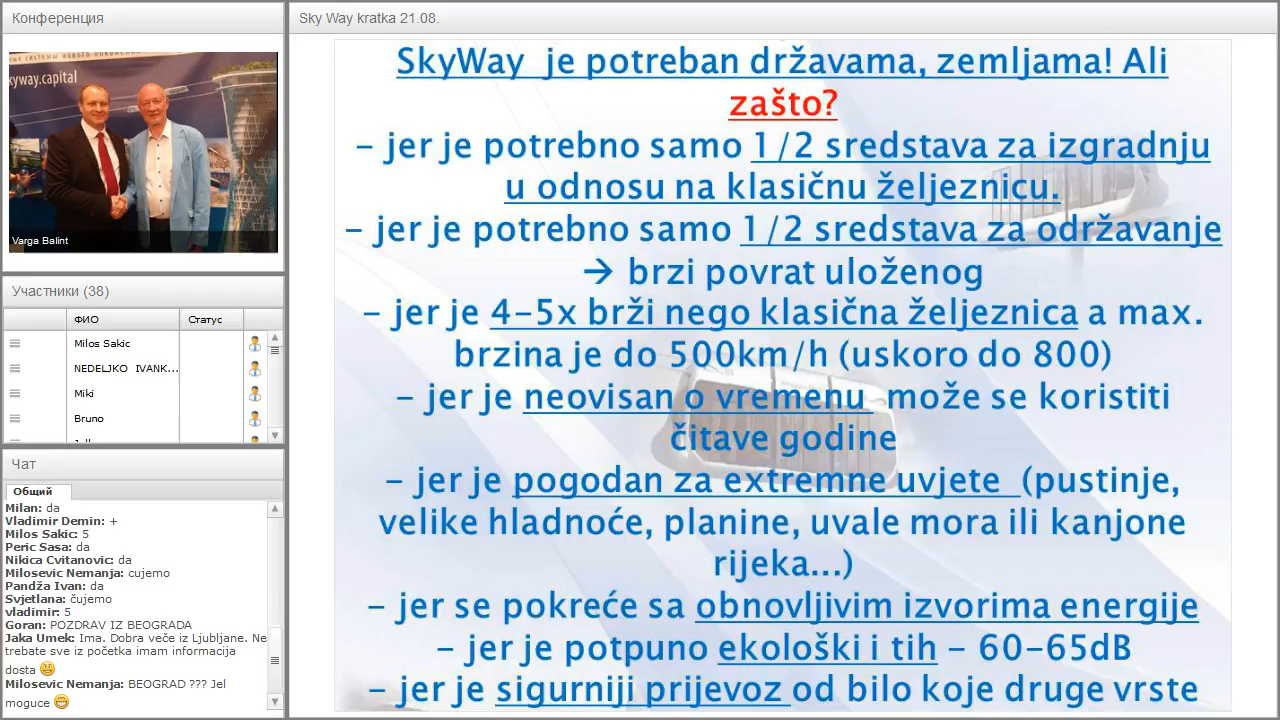 Конференция
kyway.capital
Varga Balint
Участники (38)
ФИО
Статус
Milos Sakic
NEDELJKO IVANK...
Miki
Bruno
Чат
Общий
Milan: da
Vladimir Demin: +
Milos Sakic: 5
Peric Sasa: da
Nikica Cvitanovic: da
Milosevic Nemanja: cujemo
Pandža Ivan: da
Svjetlana: čujemo
vladimir: 5
Goran: POZDRAV IZ BEOGRADA
Jaka Umek: Ima. Dobra veče iz Ljubljane. Ne
trebate sve iz početka imam informacija
dosta
Milosevic Nemanja: BEOGRAD ??? Jel
moguce
Sky Way kratka 21.08.
SkyWay je potreban državama, zemljama! Ali
zašto?
- jer je potrebno samo 1/2 sredstava za izgradnju
u odnosu na klasičnu željeznicu.
- jer je potrebno samo 1/2 sredstava za održavanje
→ brzi povrat uloženog
- jer je 4-5x brži nego klasična željeznica a max.
brzina je do 500km/h (uskoro do 800)
- jer je neovisan o vremenu može se koristiti
čitave godine
- jer je pogodan za extremne uvjete (pustinje,
velike hladnoće, planine, uvale mora ili kanjone
rijeka...)
- jer se pokreće sa obnovljivim izvorima energije
- jer je potpuno ekološki i tih - 60-65dB
- jer je sigurniji prijevoz od bilo koje druge vrste